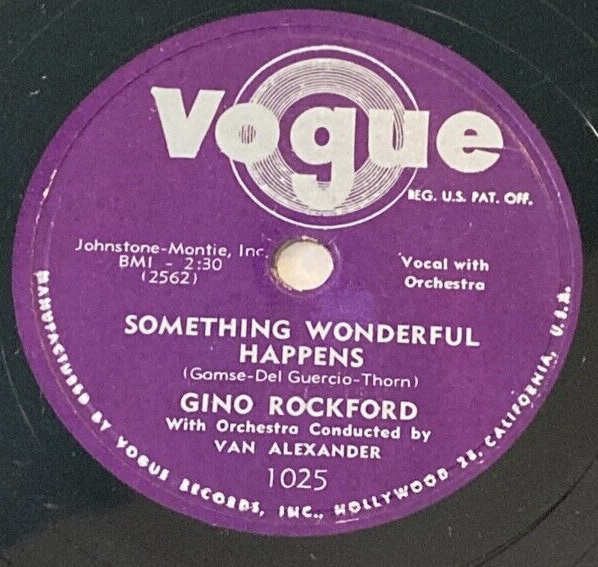 Vogue
REG. U.S. PAT. OFF.
Johnstone-Montie, Inc.
BMI - 2:30
(2562)
Vocal with
Orchestra
SOMETHING WONDERFUL
HAPPENS
(Gamse-Del Guercio-Thorn)
GINO ROCKFORD
With Orchestra Conducted by
VAN ALEXANDER
1025
MANUFACTURED BY VOGUE RECORDS, INC., HOLLYWOOD 28, CALIFORNIA, U.S.A.